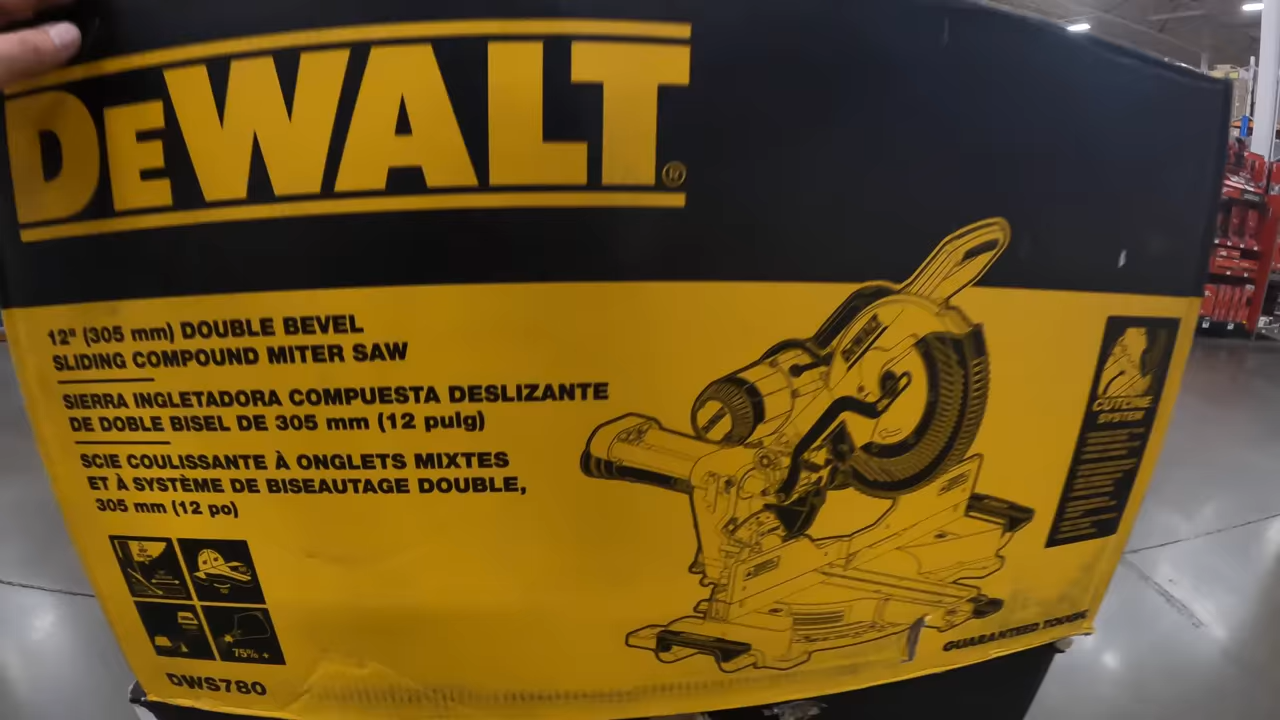 DEWALT®
12" (305 mm) DOUBLE BEVEL
SLIDING COMPOUND MITER SAW
SIERRA INGLETADORA COMPUESTA DESLIZANTE
DE DOBLE BISEL DE 305 mm (12 pulg)
SCIE COULISSANTE À ONGLETS MIXTES
ET À SYSTÈME DE BISEAUTAGE DOUBLE,
305 mm (12 po)
DEWALT
CUTLINE
SYSTEM
75% +
DWS780
GUARANTEED TOUGH